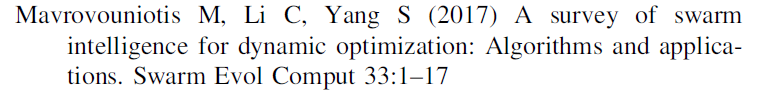 Mavrovouniotis M, Li C, Yang S (2017) A survey of swarm
intelligence for dynamic optimization: Algorithms and applica-
tions. Swarm Evol Comput 33:1–17